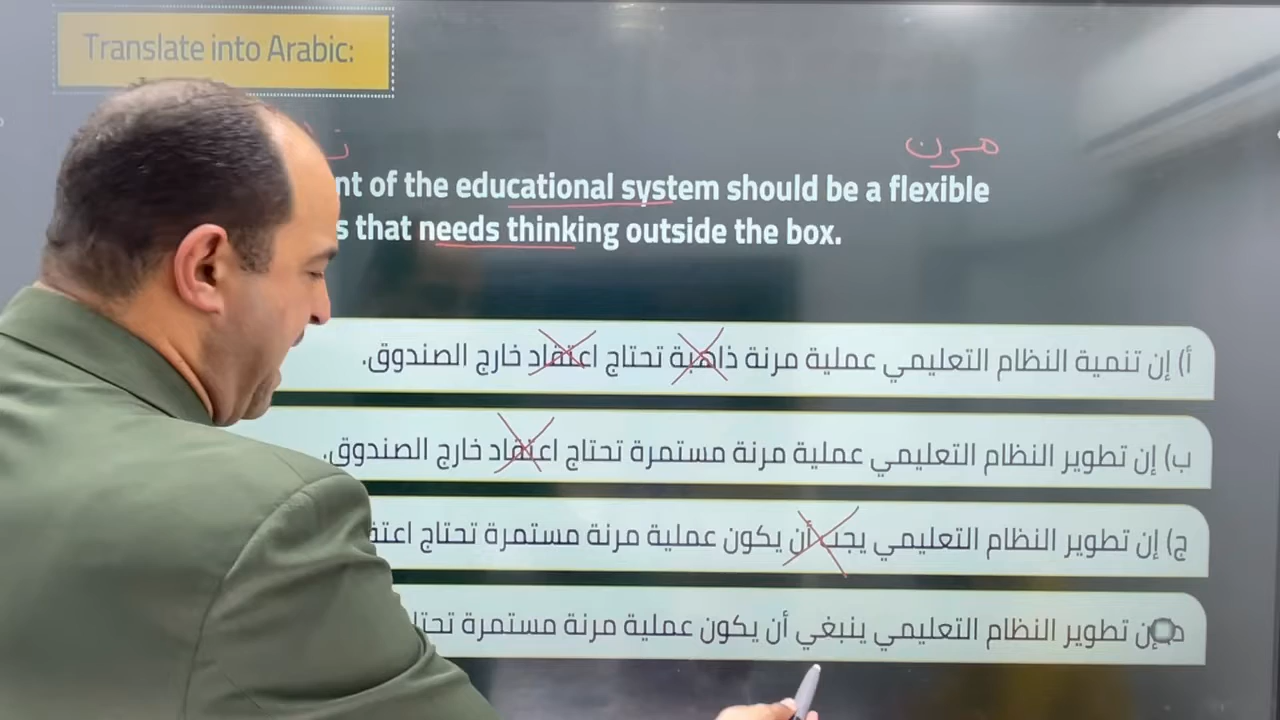 Translate into Arabic:
مرن
nt of the educational system should be a flexible
s that needs thinking outside the box.
أ) إن تنمية النظام التعليمي عملية مرنة ذاهبة تحتاج اعتقاد خارج الصندوق.
ب) إن تطوير النظام التعليمي عملية مرنة مستمرة تحتاج اعتقاد خارج الصندوق.
ج) إن تطوير النظام التعليمي يجب أن يكون عملية مرنة مستمرة تحتاج
إن تطوير النظام التعليمي ينبغي أن يكون عملية مرنة مستمرة